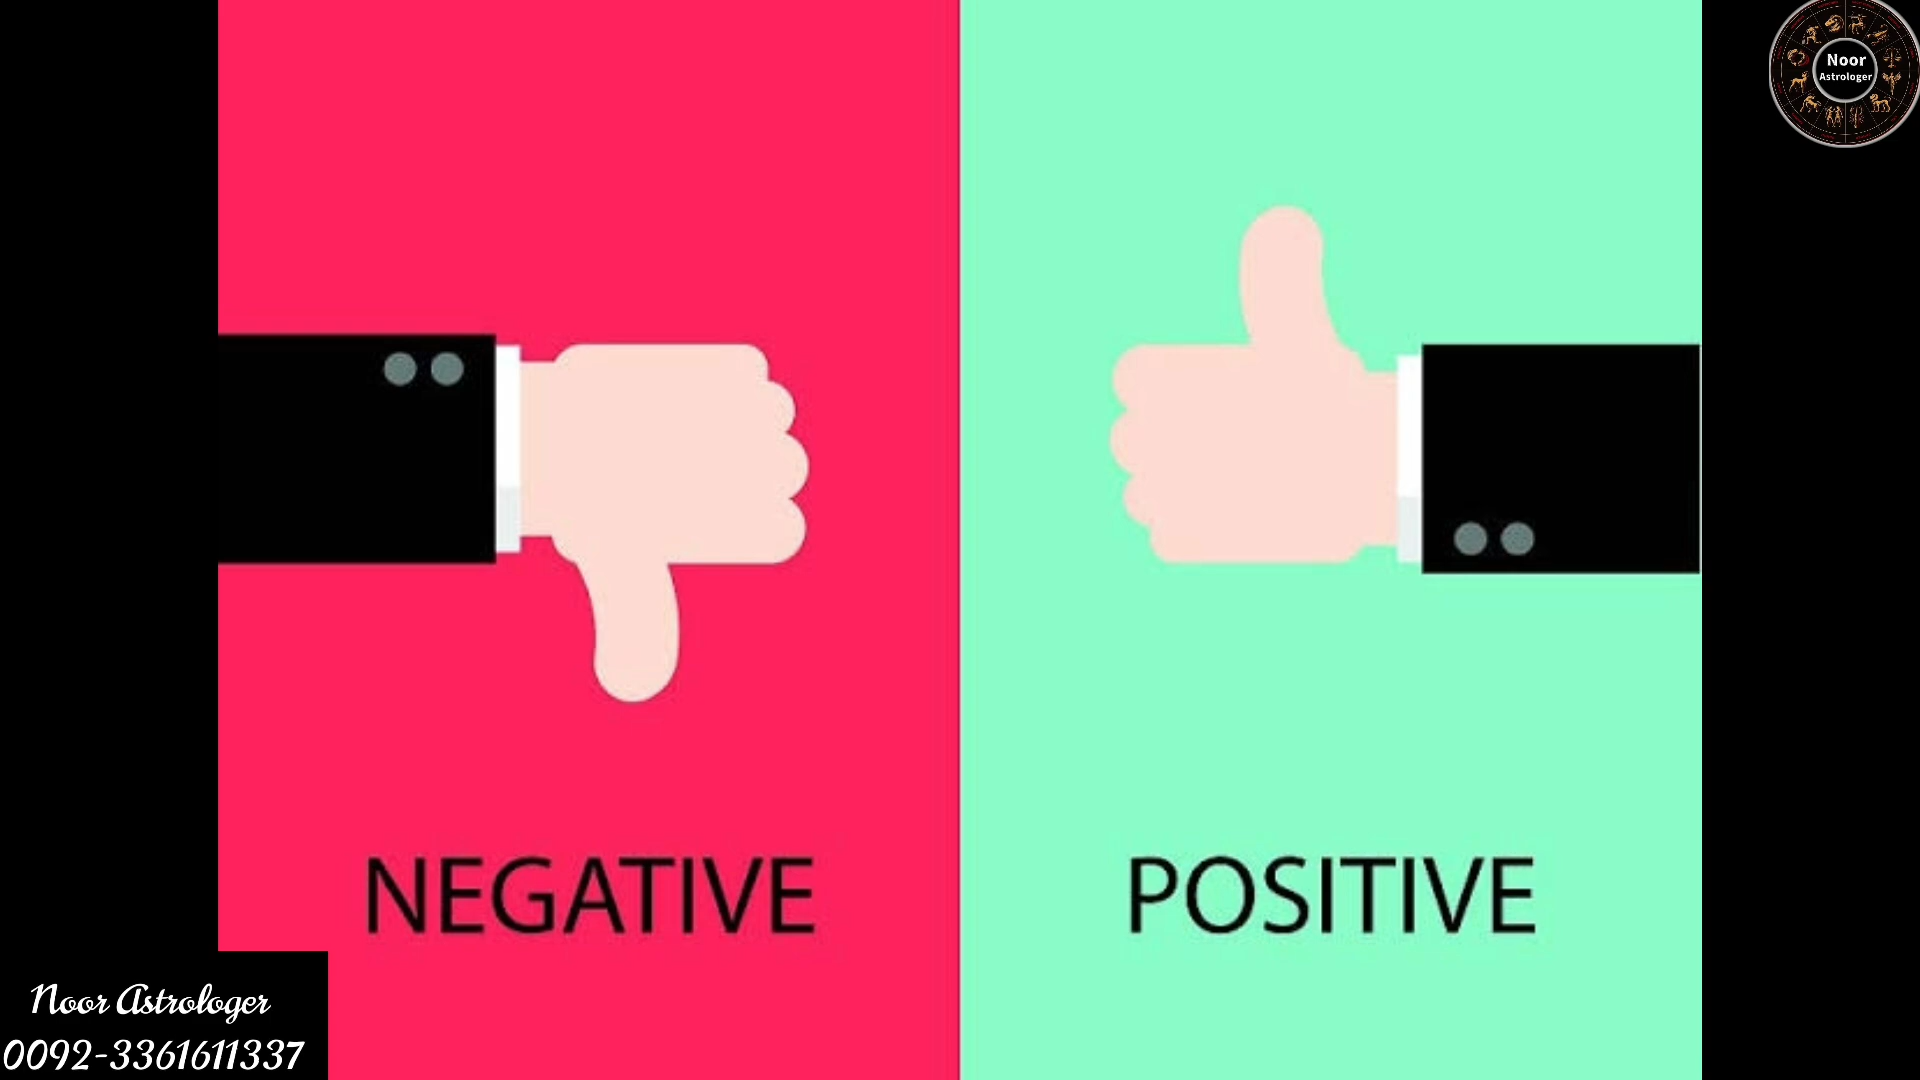 Noor
Astrologer
NEGATIVE
POSITIVE
Noor Astrologer
0092-3361611337